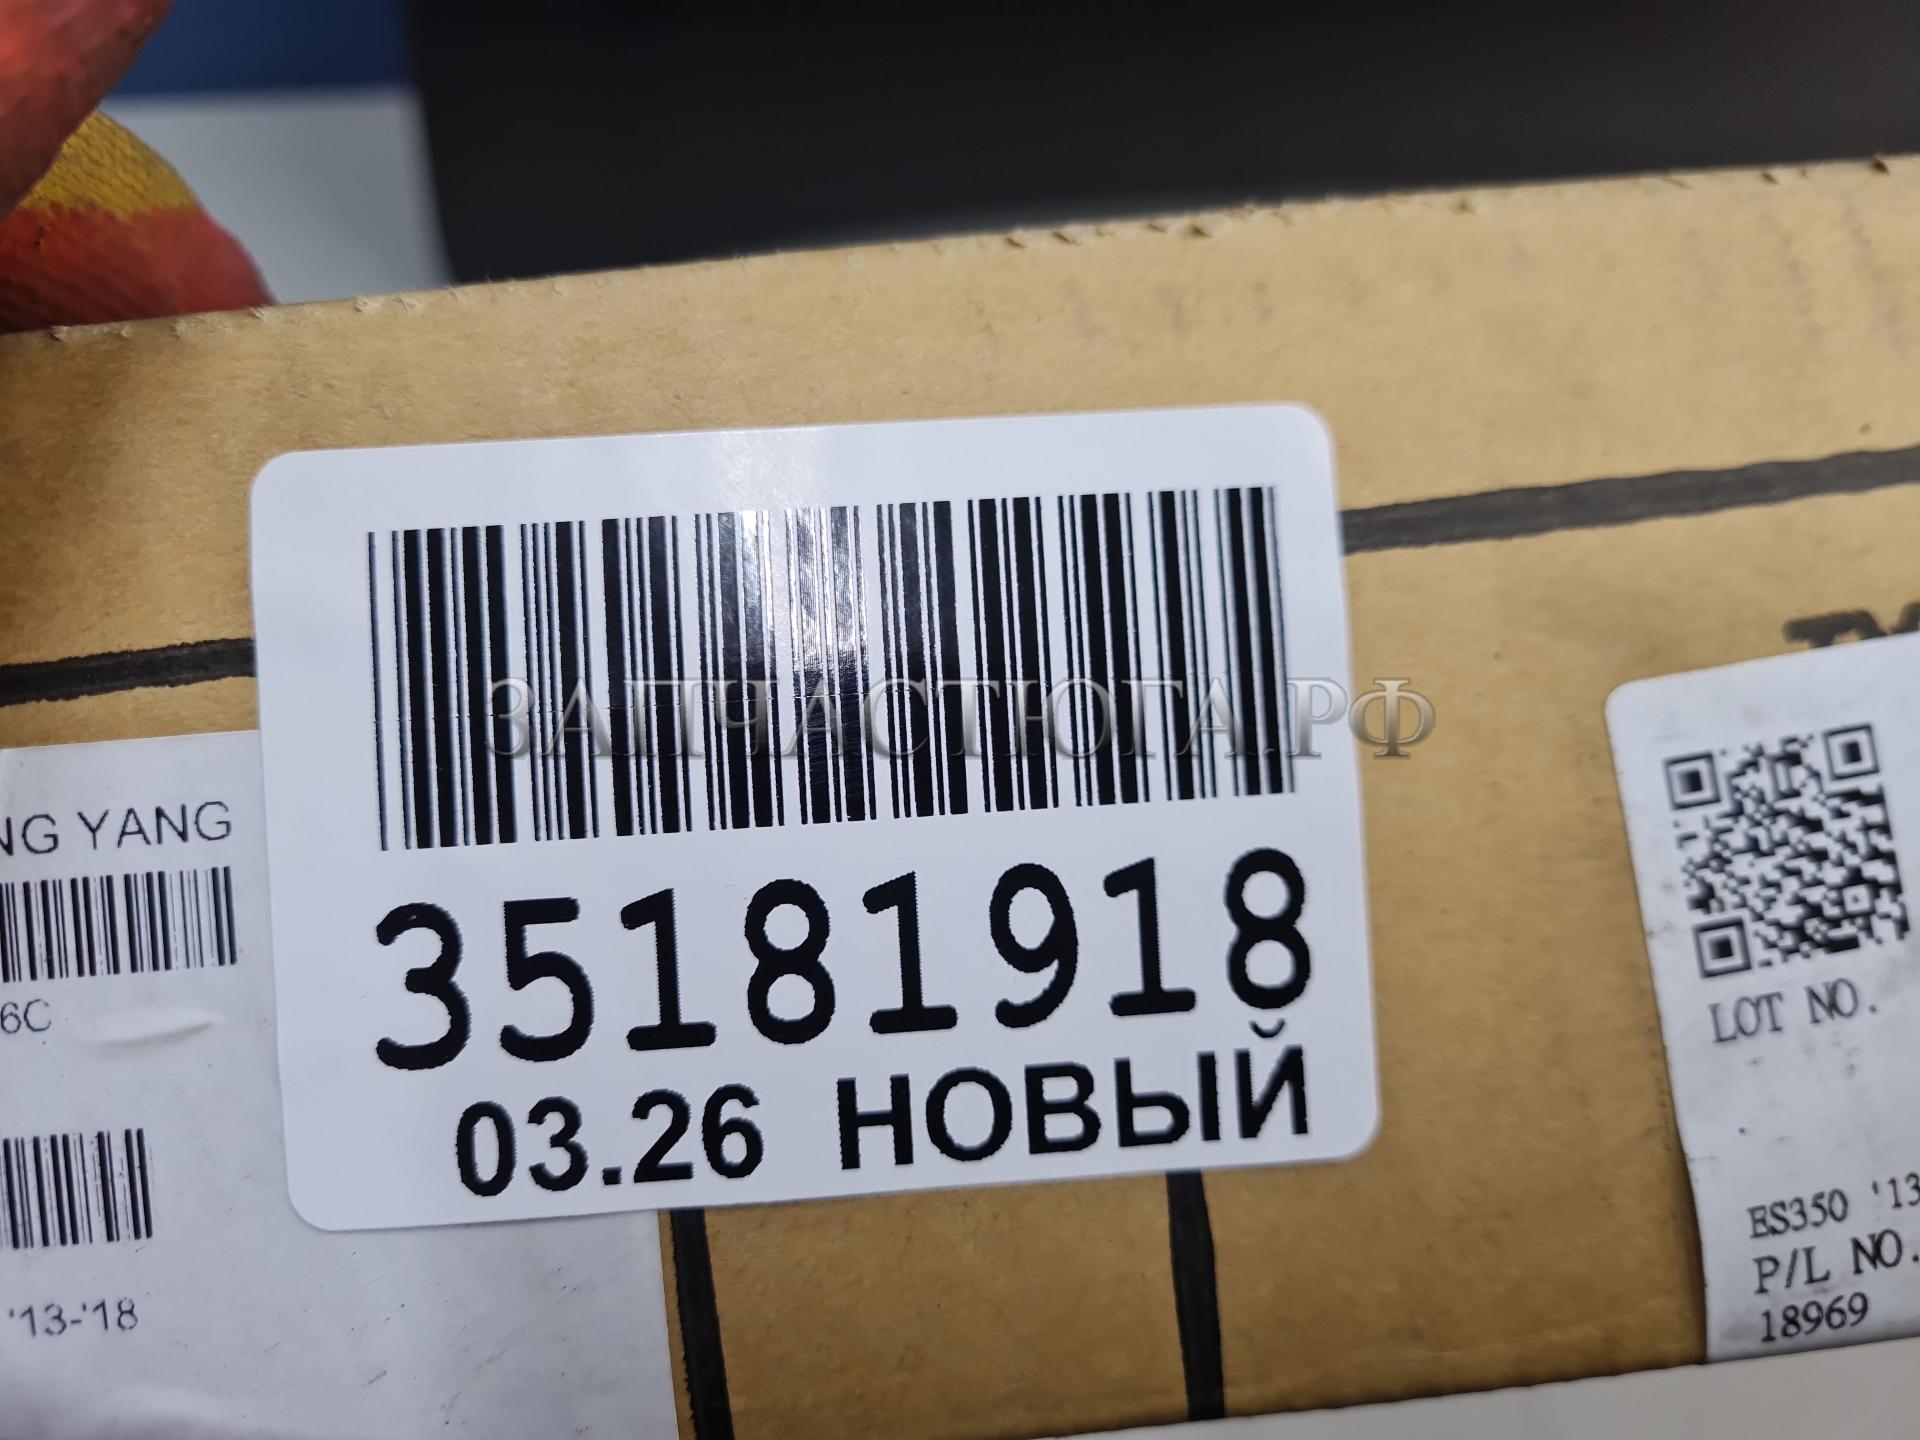 ЗАПЧАСТЮГА.РФ
35181918
03.26 НОВЫЙ
NG YANG
6C
'13-'18
LOT NO.
ES350 '13
P/L NO.
18969